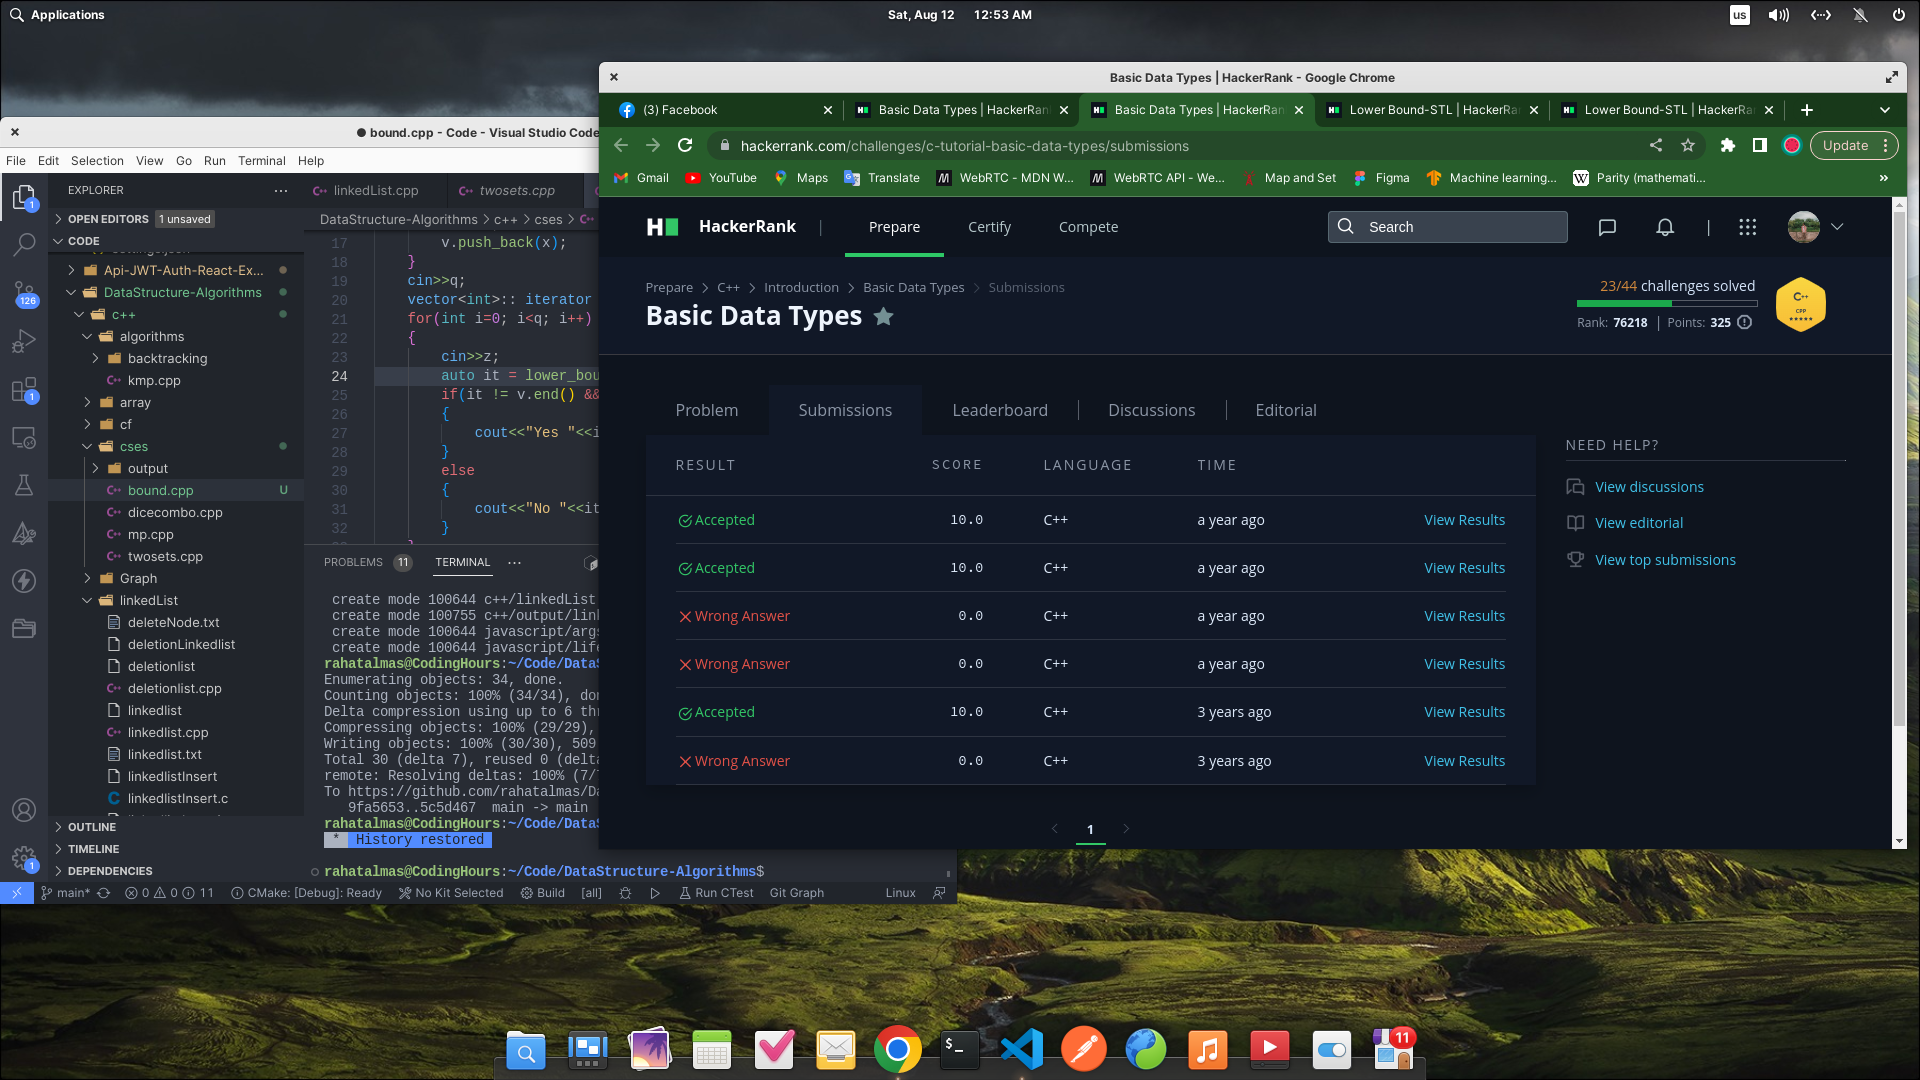 Applications
Sat, Aug 12 12:53 AM
us
● bound.cpp - Code - Visual Studio Code
File Edit Selection View Go Run Terminal Help
EXPLORER
OPEN EDITORS 1 unsaved
CODE
Api-JWT-Auth-React-Ex...
DataStructure-Algorithms
c++
algorithms
backtracking
kmp.cpp
array
cf
cses
output
bound.cpp U
dicecombo.cpp
mp.cpp
twosets.cpp
Graph
linkedList
deleteNode.txt
deletionLinkedlist
deletionlist
deletionlist.cpp
linkedlist
linkedlist.cpp
linkedlist.txt
linkedlistInsert
linkedlistInsert.c
OUTLINE
TIMELINE
DEPENDENCIES
1
126
1
1
linkedList.cpp twosets.cpp
DataStructure-Algorithms > c++ > cses >
17 v.push_back(x);
18 }
19 cin>>q;
20 vector<int>:: iterator
21 for(int i=0; i<q; i++)
22 {
23 cin>>z;
24 auto it = lower_bou
25 if(it != v.end() &&
26 {
27 cout<<"Yes "<<i
28 }
29 else
30 {
31 cout<<"No "<<it
32 }
PROBLEMS 11 TERMINAL ...
create mode 100644 c++/linkedList
create mode 100755 c++/output/lin
create mode 100644 javascript/arg
create mode 100644 javascript/life
rahatalmas@CodingHours:~/Code/DataS
Enumerating objects: 34, done.
Counting objects: 100% (34/34), do
Delta compression using up to 6 th
Compressing objects: 100% (29/29),
Writing objects: 100% (30/30), 509
Total 30 (delta 7), reused 0 (delt
remote: Resolving deltas: 100% (7/
To https://github.com/rahatalmas/Da
9fa5653..5c5d467 main -> main
rahatalmas@CodingHours:~/Code/DataS
* History restored
rahatalmas@CodingHours:~/Code/DataStructure-Algorithms$
main* 0 0 11 CMake: [Debug]: Ready No Kit Selected Build [all] Run CTest Git Graph Linux
Basic Data Types | HackerRank - Google Chrome
(3) Facebook Basic Data Types | HackerRan Basic Data Types | HackerRan Lower Bound-STL | HackerRa Lower Bound-STL | HackerRa
hackerrank.com/challenges/c-tutorial-basic-data-types/submissions Update
Gmail YouTube Maps Translate WebRTC - MDN W... WebRTC API - We... Map and Set Figma Machine learning... Parity (mathemati... »
HackerRank | Prepare Certify Compete Search
Prepare > C++ > Introduction > Basic Data Types > Submissions
Basic Data Types
23/44 challenges solved
Rank: 76218 | Points: 325
C++
CPP
Problem Submissions Leaderboard Discussions Editorial
RESULT SCORE LANGUAGE TIME
Accepted 10.0 C++ a year ago View Results
Accepted 10.0 C++ a year ago View Results
Wrong Answer 0.0 C++ a year ago View Results
Wrong Answer 0.0 C++ a year ago View Results
Accepted 10.0 C++ 3 years ago View Results
Wrong Answer 0.0 C++ 3 years ago View Results
1
NEED HELP?
View discussions
View editorial
View top submissions
$ _
11